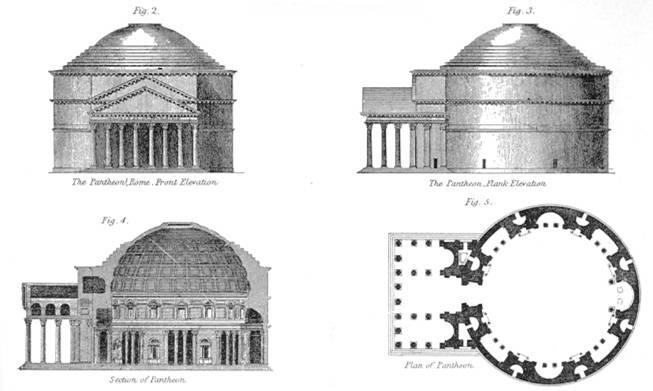 Fig. 2.
Fig. 3.
The Pantheon, Rome. Front Elevation
The Pantheon, Flank Elevation
Fig. 4.
Fig. 5.
Section of Pantheon
Plan of Pantheon